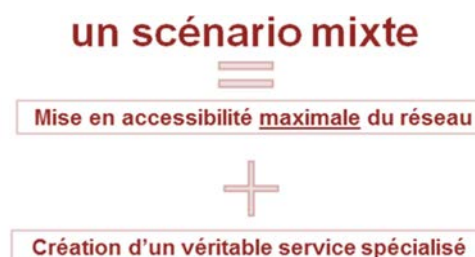 un scénario mixte
=
Mise en accessibilité maximale du réseau
+
Création d'un véritable service spécialisé